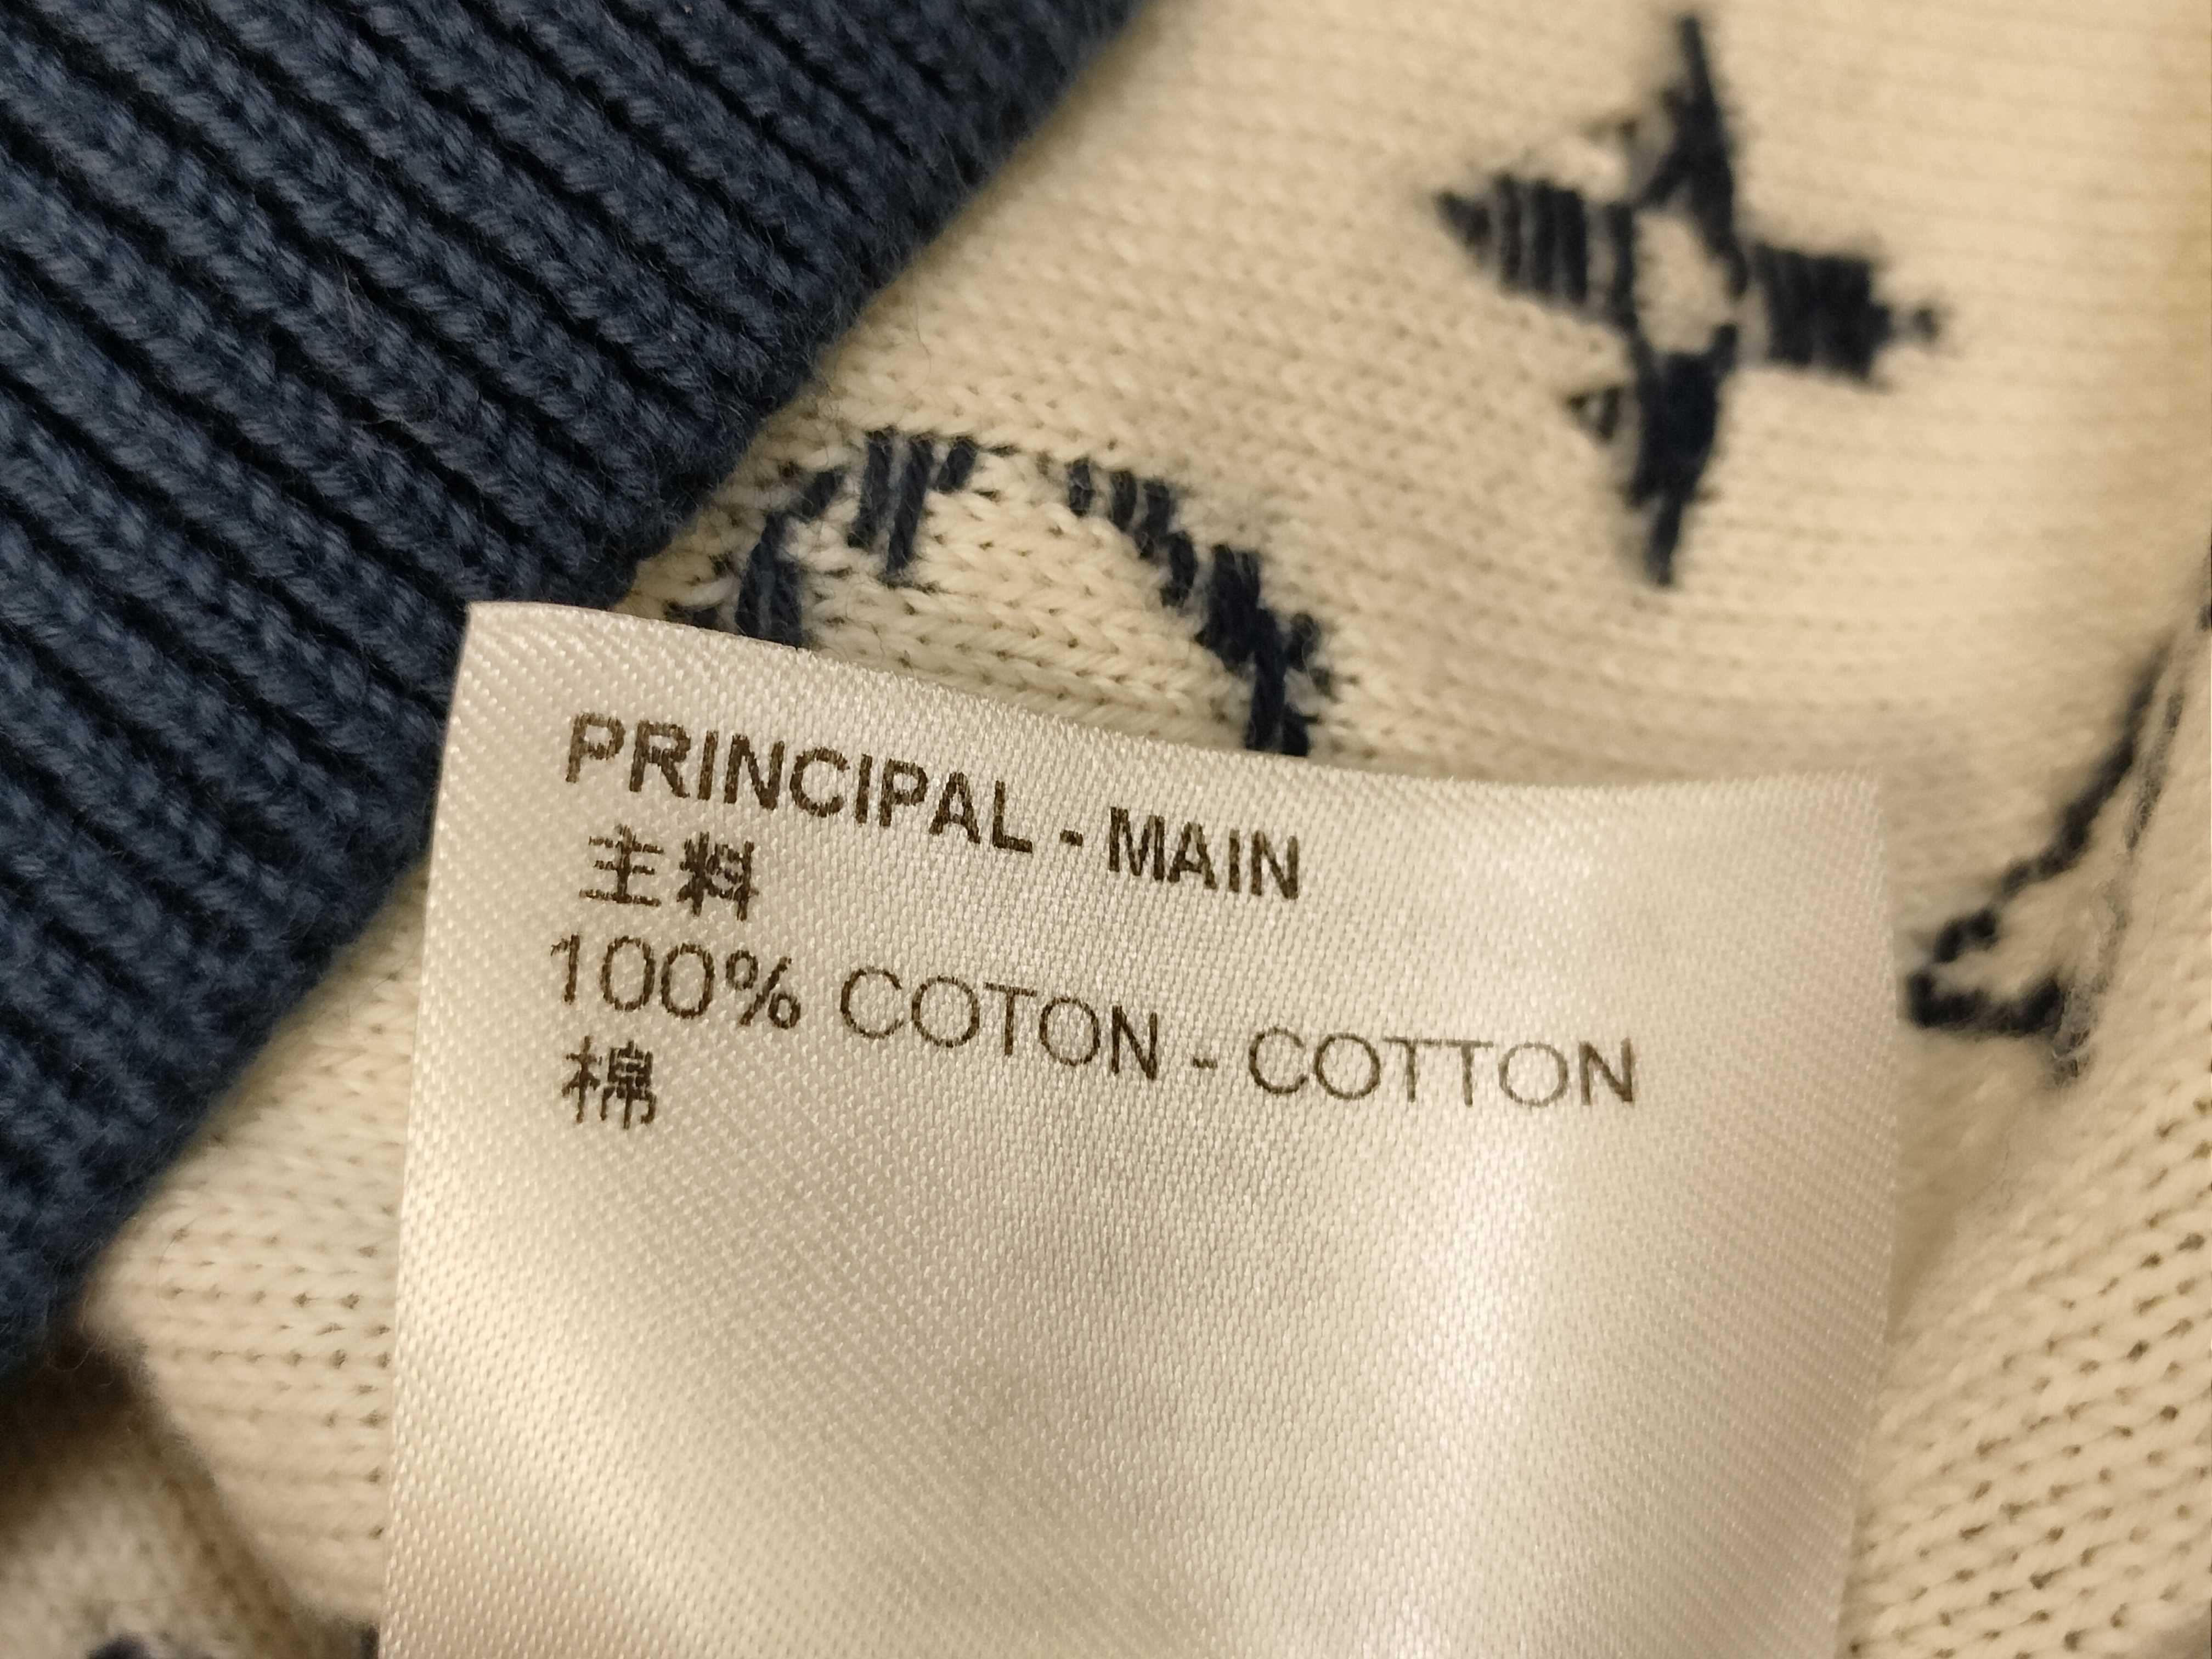 PRINCIPAL - MAIN
主料
100% COTON - COTTON
棉